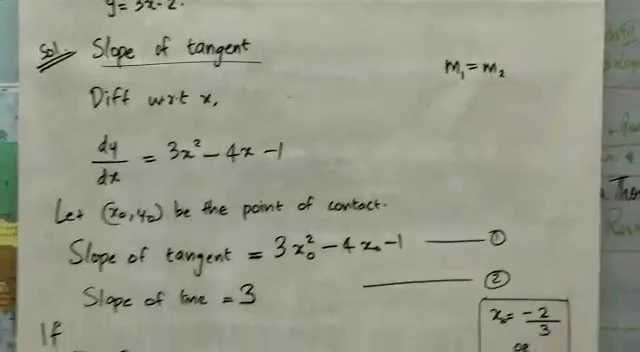 y = 3x - 2.
Sol. Slope of tangent
m₁ = m₂
Diff w.r.t x,
dy/dx = 3x² - 4x - 1
Let (x₀, y₀) be the point of contact.
Slope of tangent = 3x₀² - 4x₀ - 1 —— ①
Slope of line = 3 —— ②
x₀ = -2/3
or
If